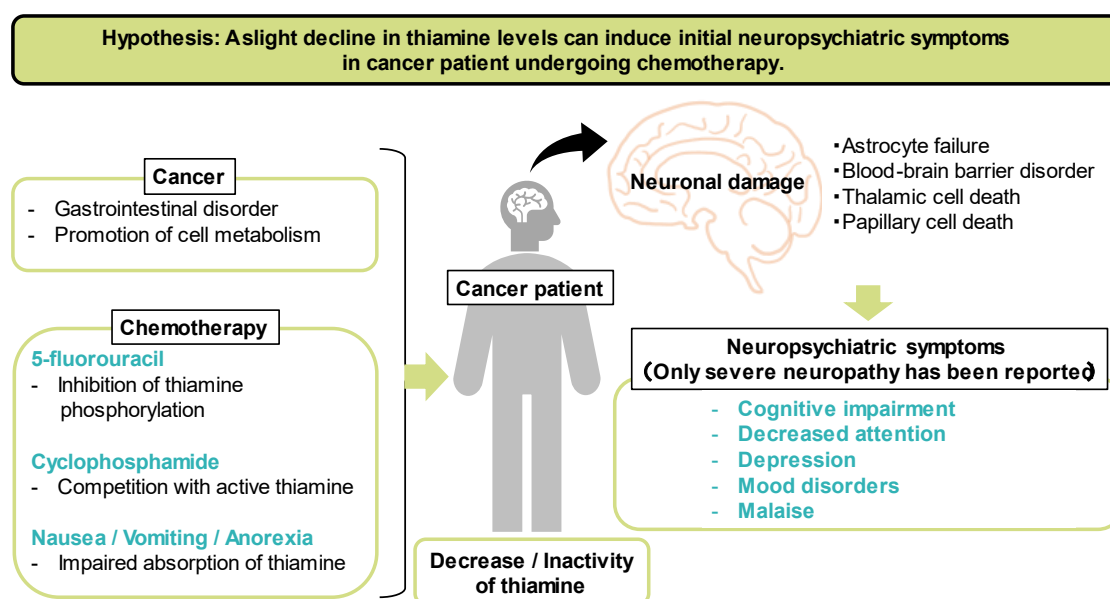 Hypothesis: Aslight decline in thiamine levels can induce initial neuropsychiatric symptoms
in cancer patient undergoing chemotherapy.
Cancer
- Gastrointestinal disorder
- Promotion of cell metabolism
Chemotherapy
5-fluorouracil
- Inhibition of thiamine
phosphorylation
Cyclophosphamide
- Competition with active thiamine
Nausea / Vomiting / Anorexia
- Impaired absorption of thiamine
Cancer patient
Decrease / Inactivity
of thiamine
Neuronal damage
・Astrocyte failure
・Blood-brain barrier disorder
・Thalamic cell death
・Papillary cell death
Neuropsychiatric symptoms
(Only severe neuropathy has been reported)
- Cognitive impairment
- Decreased attention
- Depression
- Mood disorders
- Malaise